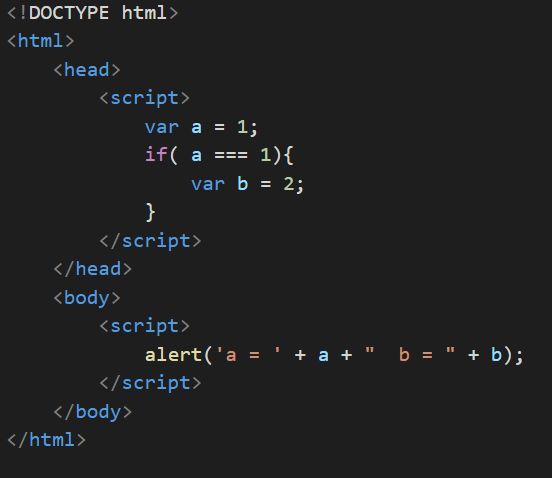 <!DOCTYPE html>
<html>
    <head>
        <script>
            var a = 1;
            if( a === 1){
                var b = 2;
            }
        </script>
    </head>
    <body>
        <script>
            alert('a = ' + a + "  b = " + b);
        </script>
    </body>
</html>